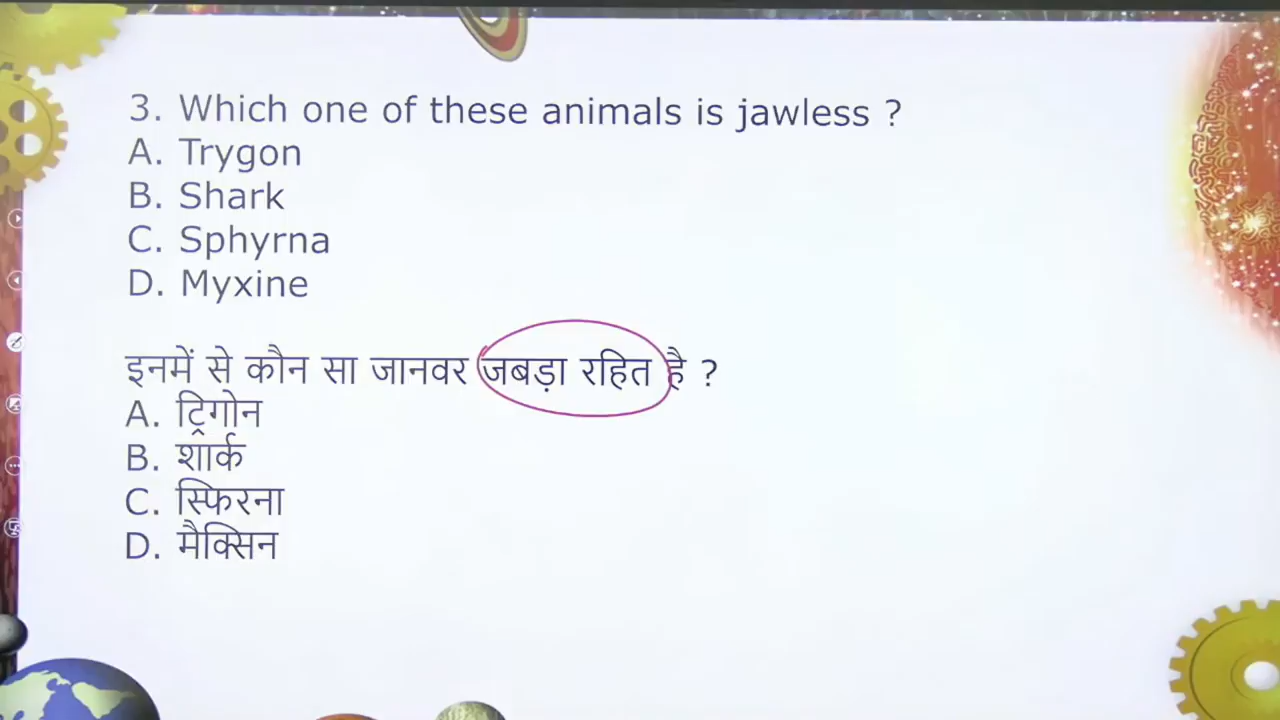 3. Which one of these animals is jawless ?
A. Trygon
B. Shark
C. Sphyrna
D. Myxine
इनमें से कौन सा जानवर जबड़ा रहित है ?
A. ट्रिगोन
B. शार्क
C. स्फिरना
D. मैक्सिन